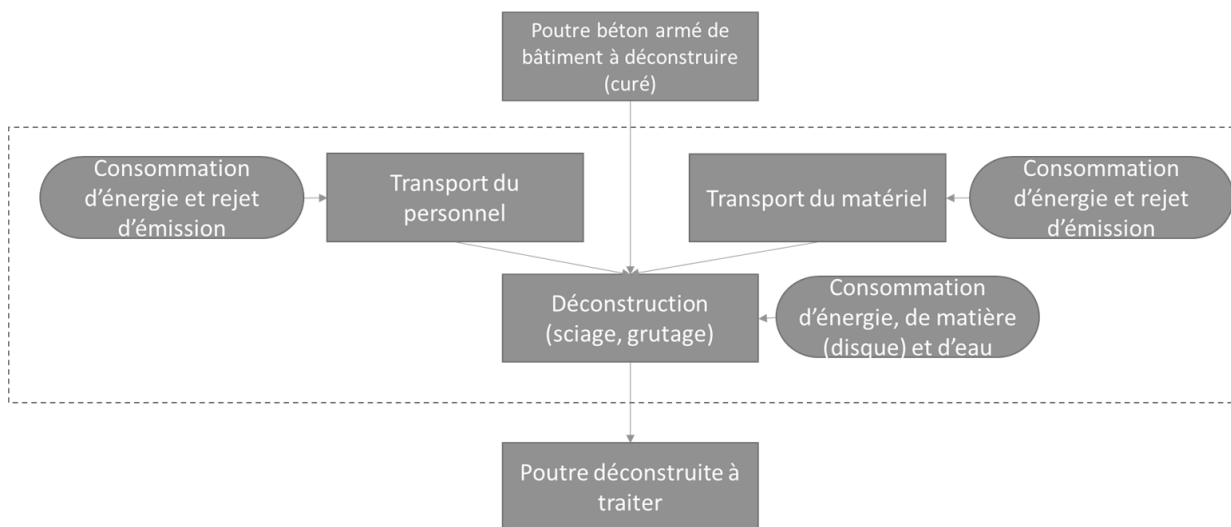 Poutre béton armé de
bâtiment à déconstruire
(curé)
Consommation
d’énergie et rejet
d’émission
Transport du
personnel
Transport du matériel
Consommation
d’énergie et rejet
d’émission
Déconstruction
(sciage, grutage)
Consommation
d’énergie, de matière
(disque) et d’eau
Poutre déconstruite à
traiter